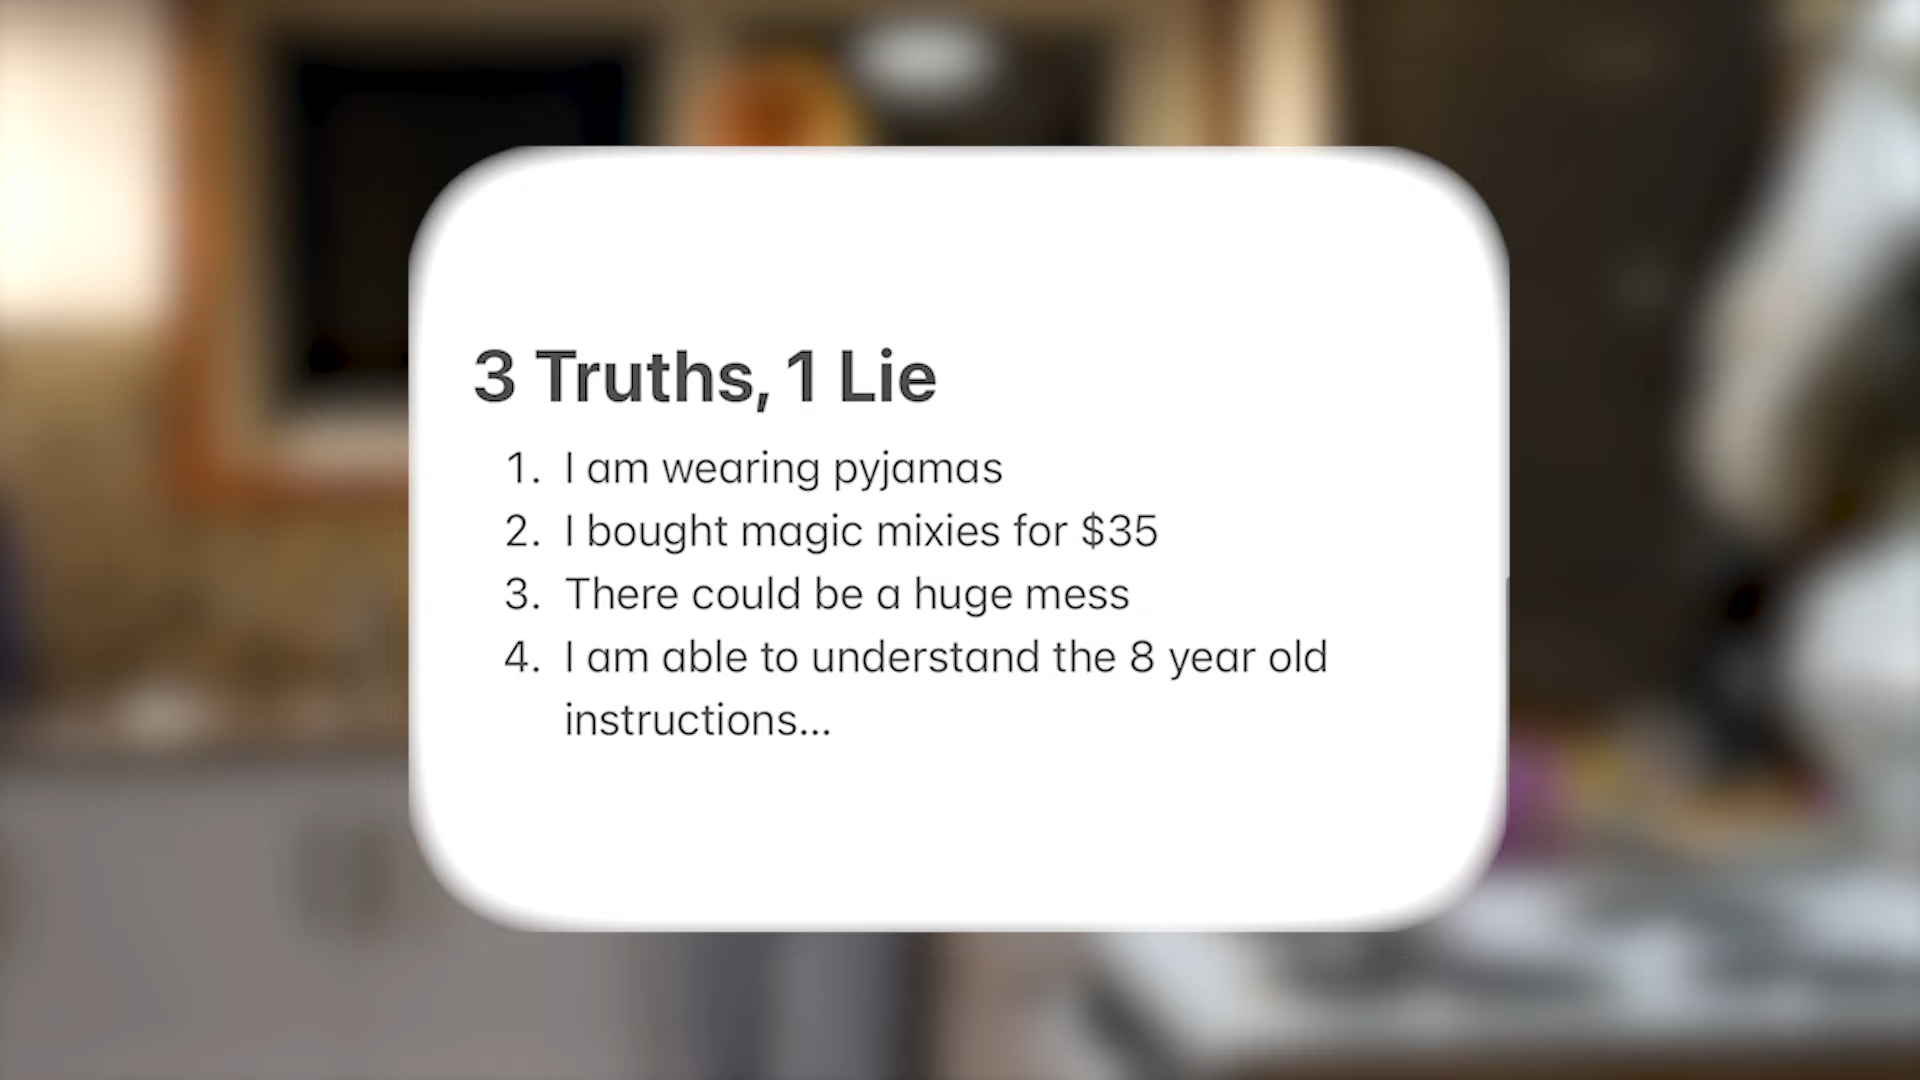 3 Truths, 1 Lie
1. I am wearing pyjamas
2. I bought magic mixies for $35
3. There could be a huge mess
4. I am able to understand the 8 year old
instructions...